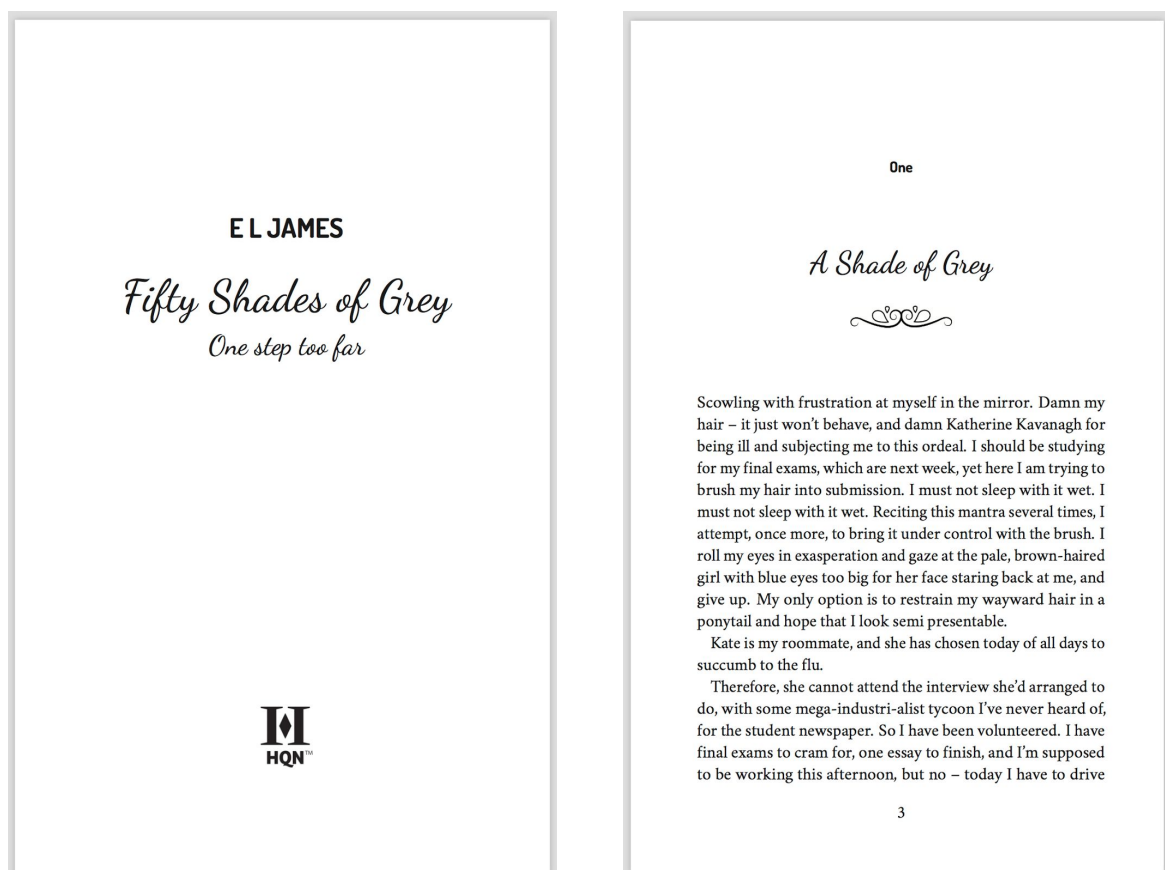 E L JAMES
Fifty Shades of Grey
One step too far
HQN™
One
A Shade of Grey
Scowling with frustration at myself in the mirror. Damn my
hair – it just won’t behave, and damn Katherine Kavanagh for
being ill and subjecting me to this ordeal. I should be studying
for my final exams, which are next week, yet here I am trying to
brush my hair into submission. I must not sleep with it wet. I
must not sleep with it wet. Reciting this mantra several times, I
attempt, once more, to bring it under control with the brush. I
roll my eyes in exasperation and gaze at the pale, brown-haired
girl with blue eyes too big for her face staring back at me, and
give up. My only option is to restrain my wayward hair in a
ponytail and hope that I look semi presentable.
Kate is my roommate, and she has chosen today of all days to
succumb to the flu.
Therefore, she cannot attend the interview she’d arranged to
do, with some mega-industri-alist tycoon I’ve never heard of,
for the student newspaper. So I have been volunteered. I have
final exams to cram for, one essay to finish, and I’m supposed
to be working this afternoon, but no – today I have to drive
3